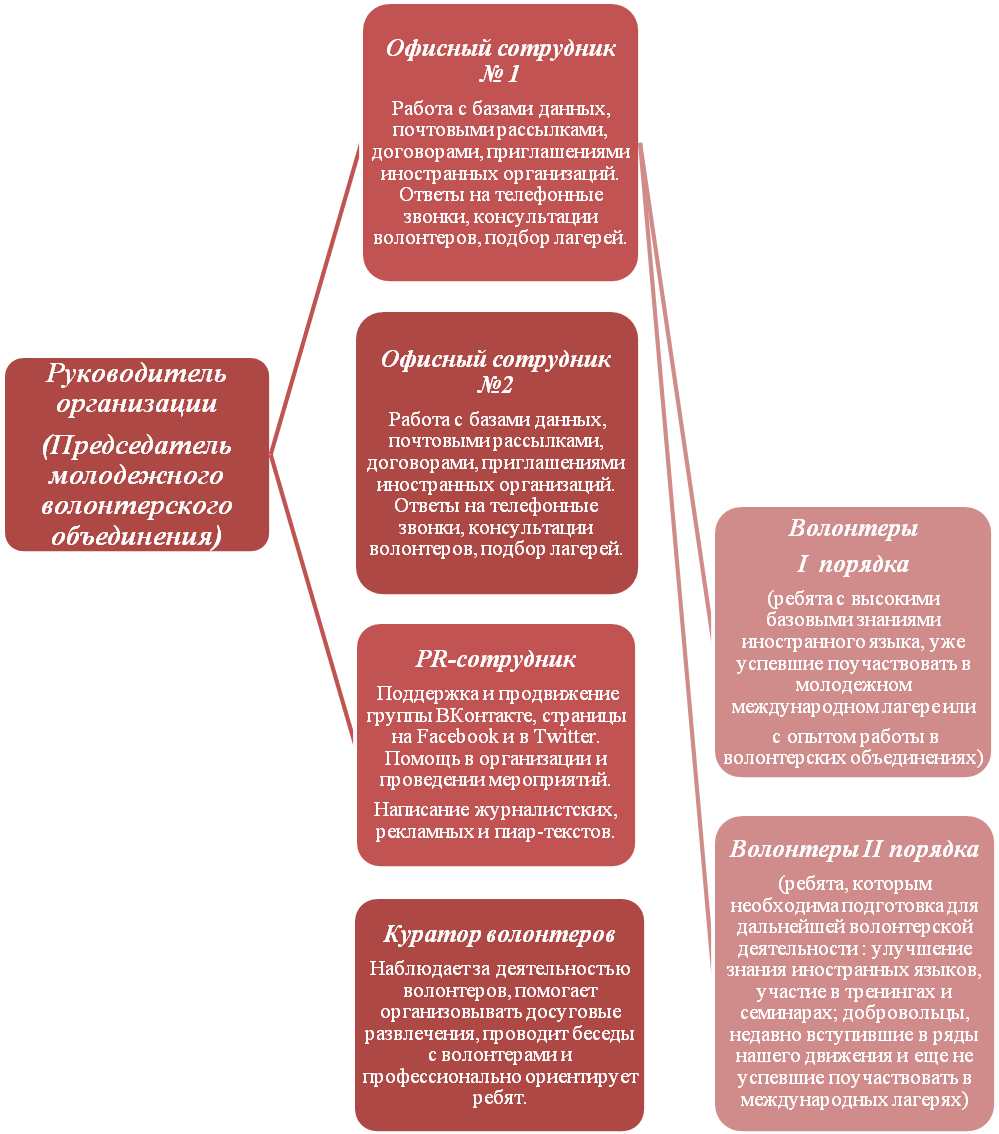 Руководитель
организации
(Председатель
молодежного
волонтерского
объединения)
Офисный сотрудник
№ 1
Работа с базами данных,
почтовыми рассылками,
договорами, приглашениями
иностранных организаций.
Ответы на телефонные
звонки, консультации
волонтеров, подбор лагерей.
Офисный сотрудник
№2
Работа с базами данных,
почтовыми рассылками,
договорами, приглашениями
иностранных организаций.
Ответы на телефонные
звонки, консультации
волонтеров, подбор лагерей.
PR-сотрудник
Поддержка и продвижение
группы ВКонтакте, страницы
на Facebook и в Twitter.
Помощь в организации и
проведении мероприятий.
Написание журналистских,
рекламных и пиар-текстов.
Куратор волонтеров
Наблюдает за деятельностью
волонтеров, помогает
организовывать досуговые
развлечения, проводит беседы
с волонтерами и
профессионально ориентирует
ребят.
Волонтеры
I порядка
(ребята с высокими
базовыми знаниями
иностранного языка, уже
успевшие поучаствовать в
молодежном
международном лагере или
с опытом работы в
волонтерских объединениях)
Волонтеры II порядка
(ребята, которым
необходима подготовка для
дальнейшей волонтерской
деятельности : улучшение
знания иностранных языков,
участие в тренингах и
семинарах; добровольцы,
недавно вступившие в ряды
нашего движения и еще не
успевшие поучаствовать в
международных лагерях)